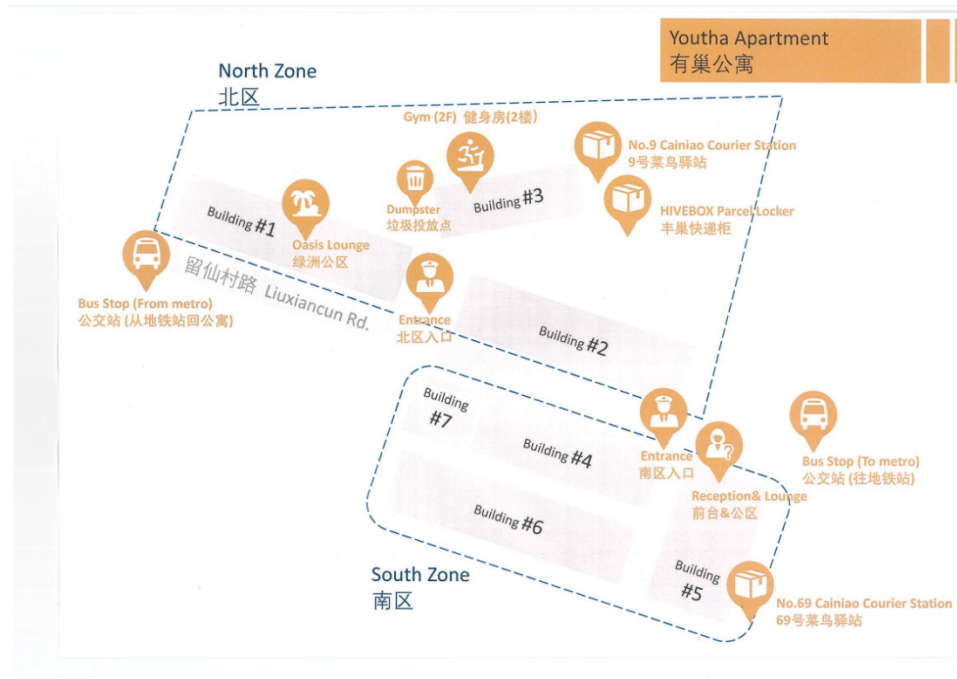 Youtha Apartment
有巢公寓
North Zone
北区
Gym (2F) 健身房(2楼)
No.9 Cainiao Courier Station
9号菜鸟驿站
Building #3
Dumpster
垃圾投放点
HIVEBOX Parcel Locker
丰巢快递柜
Building #1
Oasis Lounge
绿洲公区
留仙村路 Liuxiancun Rd.
Bus Stop (From metro)
公交站 (从地铁站回公寓)
Entrance
北区入口
Building #2
Building
#7
Building #4
Entrance
南区入口
Bus Stop (To metro)
公交站 (往地铁站)
Reception& Lounge
前台&公区
Building #6
South Zone
南区
Building
#5
No.69 Cainiao Courier Station
69号菜鸟驿站